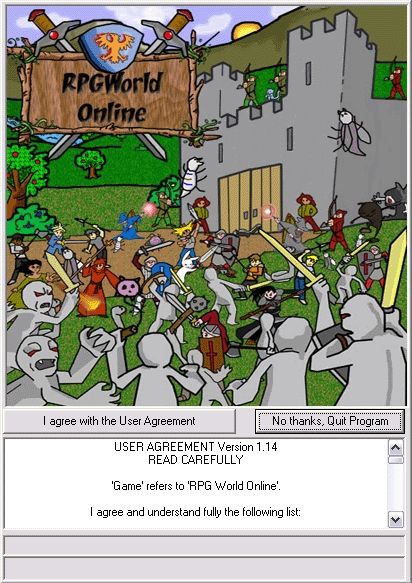 RPGWorld
Online
I agree with the User Agreement
No thanks, Quit Program
USER AGREEMENT Version 1.14
READ CAREFULLY
'Game' refers to 'RPG World Online'.
I agree and understand fully the following list: